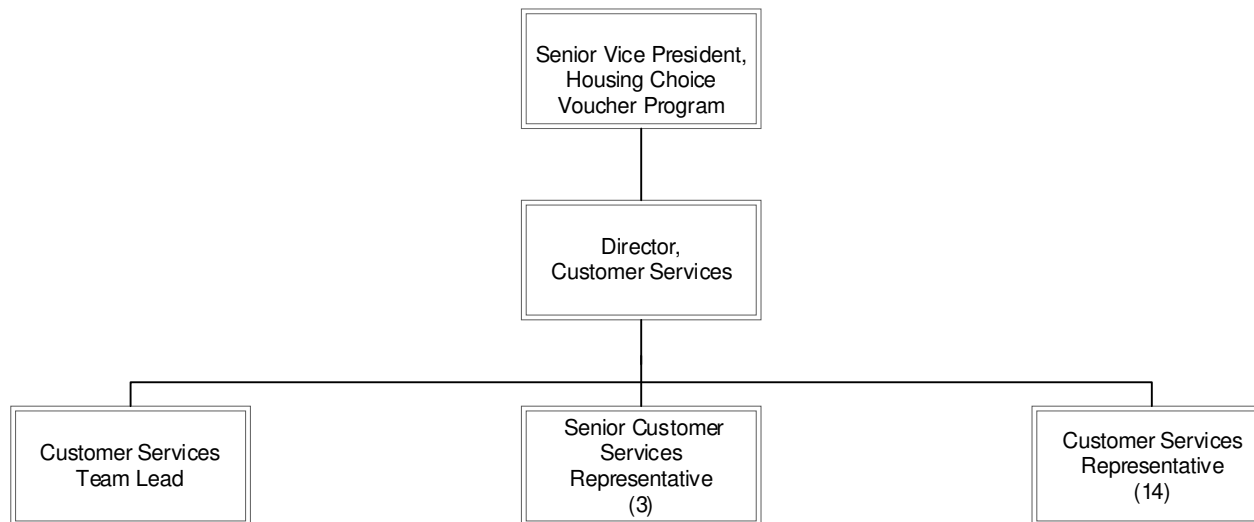 Senior Vice President,
Housing Choice
Voucher Program
Director,
Customer Services
Customer Services
Team Lead
Senior Customer
Services
Representative
(3)
Customer Services
Representative
(14)